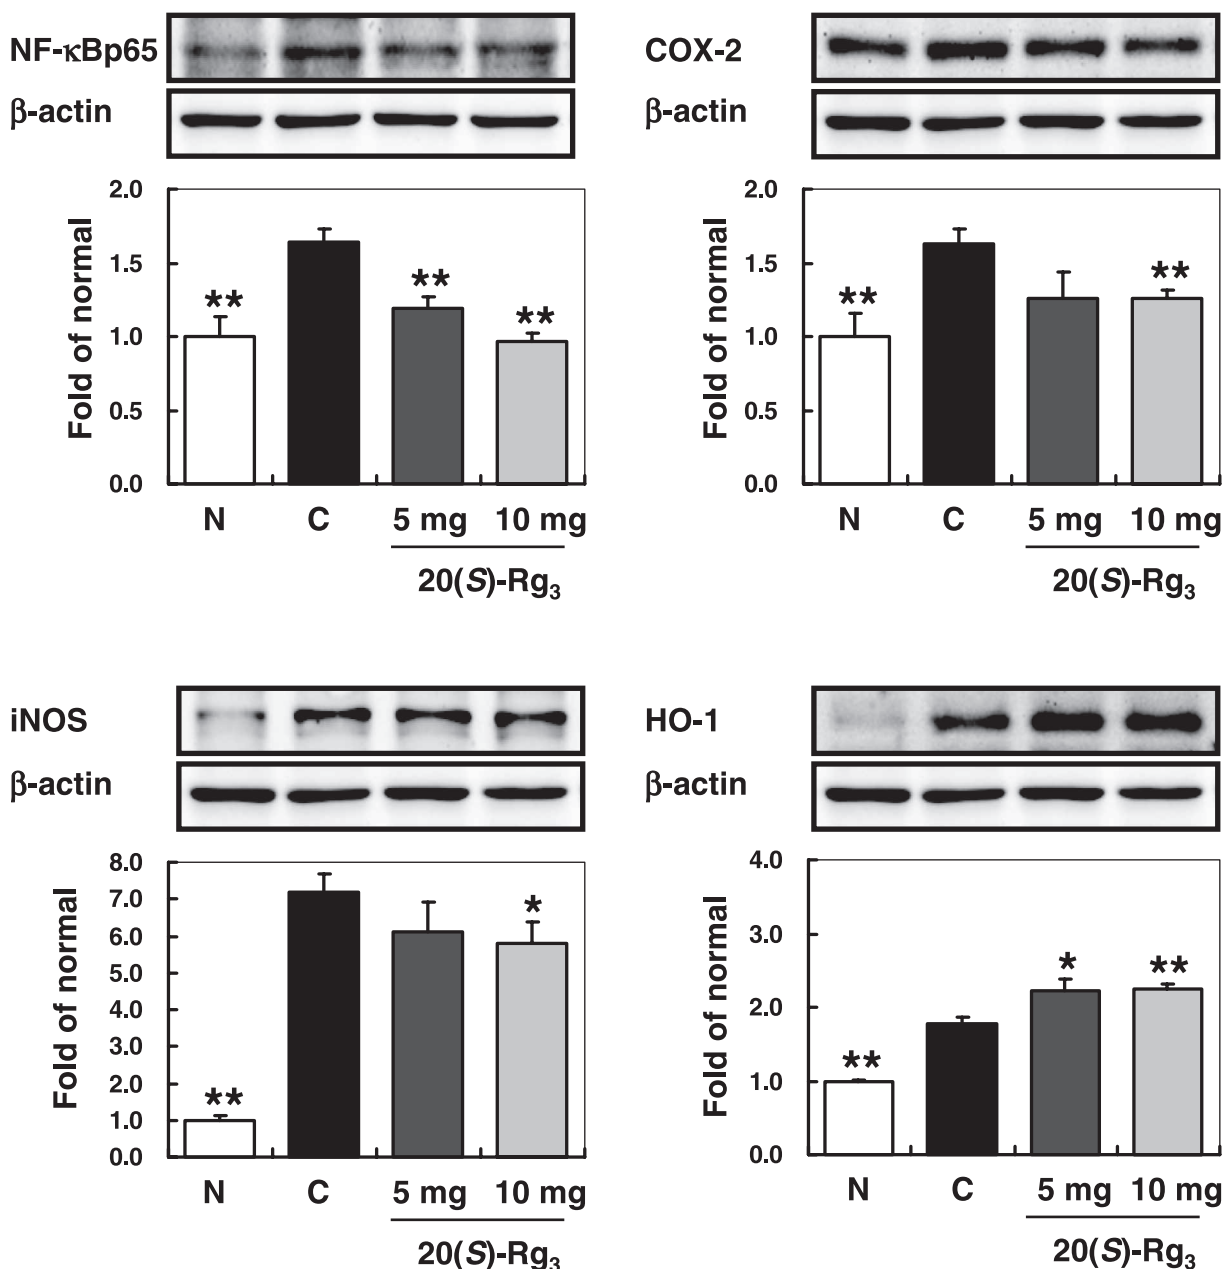 NF-κBp65
β-actin
2.0
1.5
1.0
0.5
0.0
Fold of normal
**
**
**
N C 5 mg 10 mg
20(S)-Rg₃
COX-2
β-actin
2.0
1.5
1.0
0.5
0.0
Fold of normal
**
**
N C 5 mg 10 mg
20(S)-Rg₃
iNOS
β-actin
8.0
7.0
6.0
5.0
4.0
3.0
2.0
1.0
0.0
Fold of normal
**
*
N C 5 mg 10 mg
20(S)-Rg₃
HO-1
β-actin
4.0
3.0
2.0
1.0
0.0
Fold of normal
**
*
**
N C 5 mg 10 mg
20(S)-Rg₃